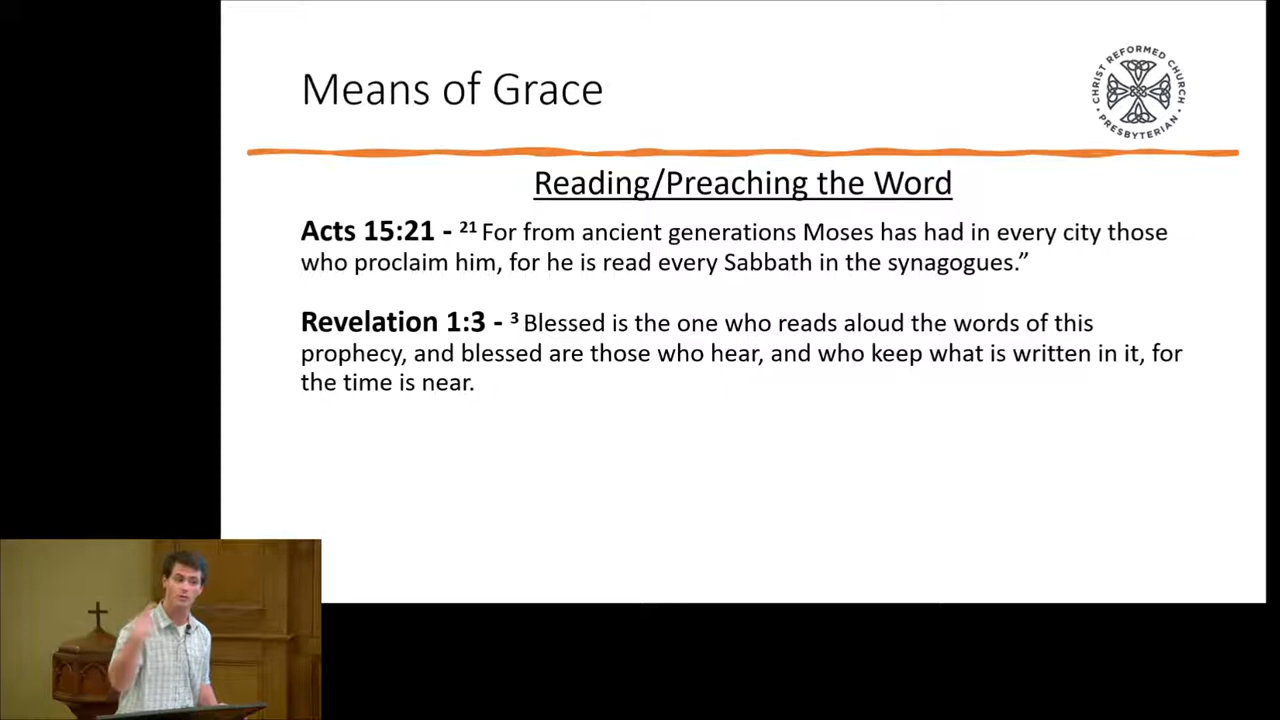 Means of Grace
CHRIST REFORMED CHURCH
• PRESBYTERIAN •
Reading/Preaching the Word
Acts 15:21 - 21 For from ancient generations Moses has had in every city those
who proclaim him, for he is read every Sabbath in the synagogues.”
Revelation 1:3 - 3 Blessed is the one who reads aloud the words of this
prophecy, and blessed are those who hear, and who keep what is written in it, for
the time is near.